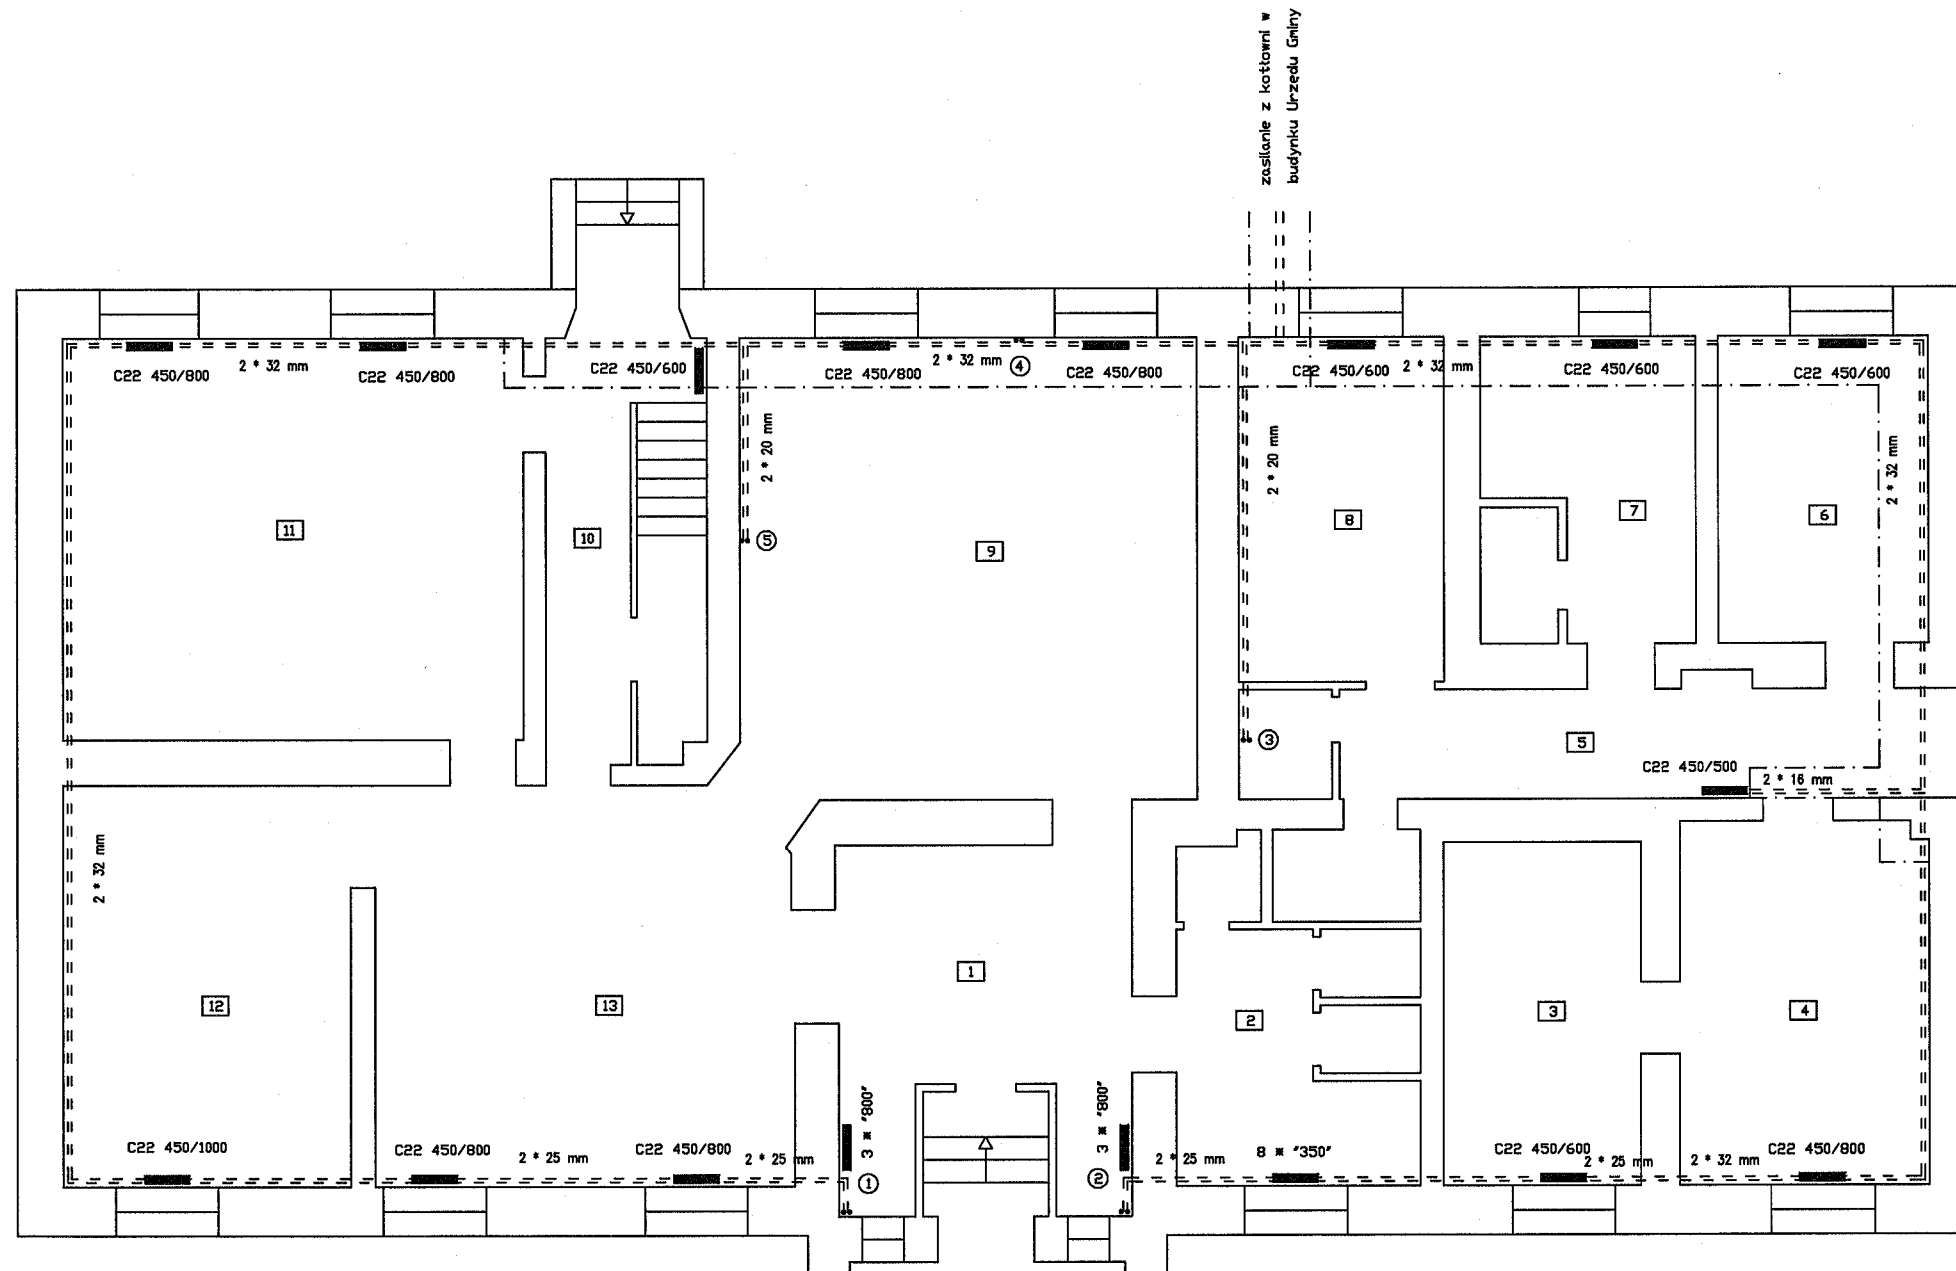 zasilanie z kotłowni w
budynku Urzędu Gminy
C22 450/800
2 * 32 mm
C22 450/800
C22 450/600
C22 450/800
2 * 32 mm
4
C22 450/800
C22 450/600
2 * 32 mm
C22 450/600
C22 450/600
2 * 20 mm
2 * 20 mm
2 * 32 mm
11
10
5
9
8
7
6
3
5
C22 450/500
2 * 16 mm
2 * 32 mm
12
13
1
2
3
4
3 * "800"
3 * "800"
C22 450/1000
C22 450/800
2 * 25 mm
C22 450/800
2 * 25 mm
1
2
2 * 25 mm
8 * "350"
C22 450/600
2 * 25 mm
2 * 32 mm
C22 450/800